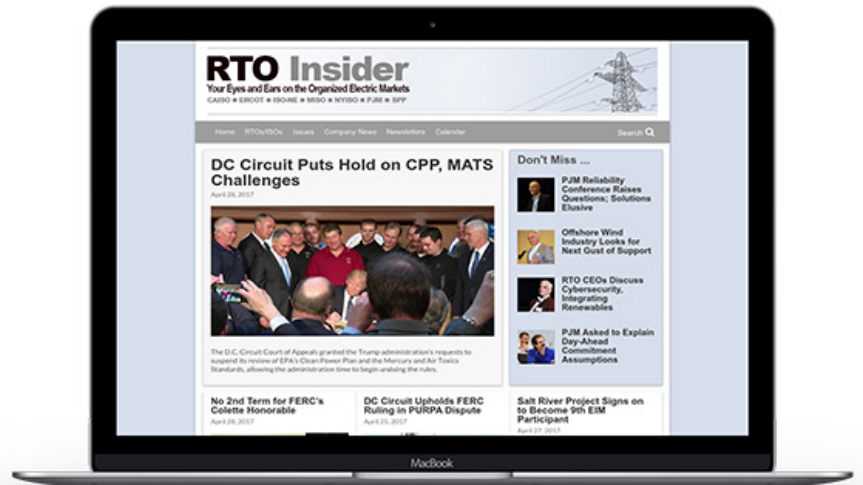 RTO Insider
Your Eyes and Ears on the Organized Electric Markets
CAISO ■ ERCOT ■ ISO-NE ■ MISO ■ NYISO ■ PJM ■ SPP
Home RTOs/ISOs Issues Company News Newsletters Calendar Search
DC Circuit Puts Hold on CPP, MATS
Challenges
April 28, 2017
The D.C. Circuit Court of Appeals granted the Trump administration's requests to
suspend its review of EPA's Clean Power Plan and the Mercury and Air Toxics
Standards, allowing the administration time to begin undoing the rules.
Don't Miss ...
PJM Reliability
Conference Raises
Questions; Solutions
Elusive
Offshore Wind
Industry Looks for
Next Gust of Support
RTO CEOs Discuss
Cybersecurity,
Integrating
Renewables
PJM Asked to Explain
Day-Ahead
Commitment
Assumptions
No 2nd Term for FERC's
Colette Honorable
April 28, 2017
DC Circuit Upholds FERC
Ruling in PURPA Dispute
April 25, 2017
Salt River Project Signs on
to Become 9th EIM
Participant
April 27, 2017
MacBook